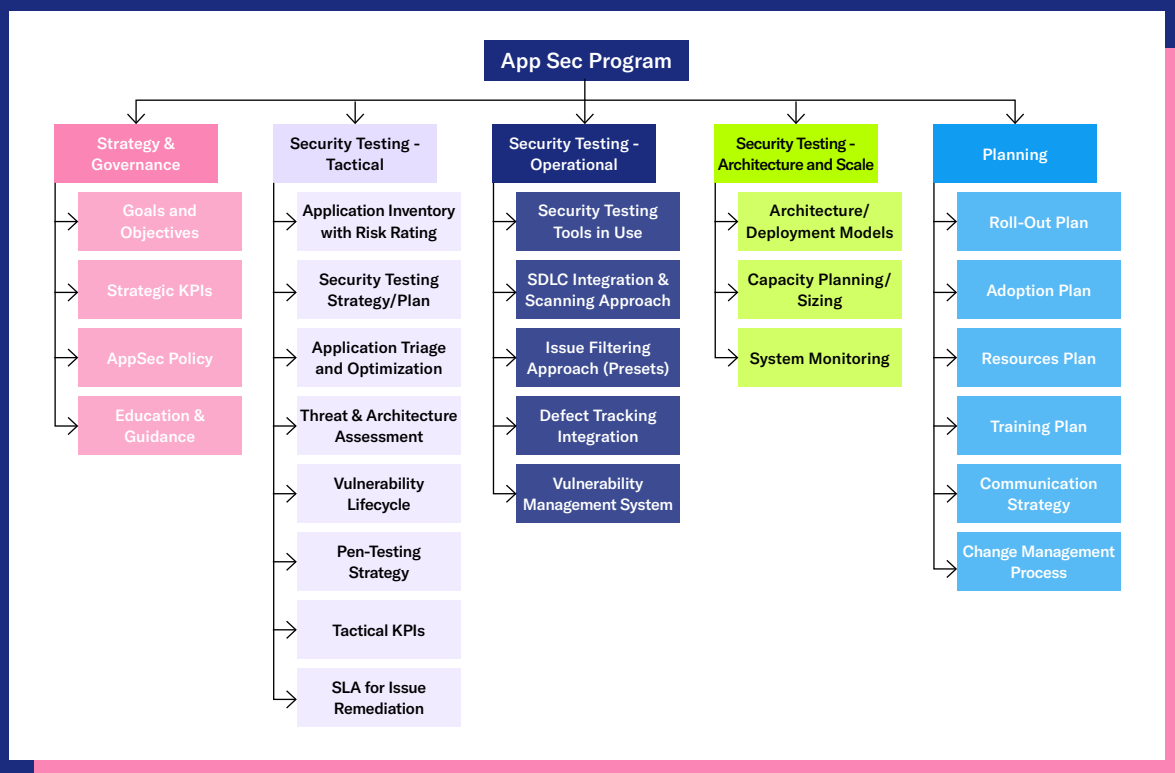 App Sec Program
Strategy &
Governance
Goals and
Objectives
Strategic KPIs
AppSec Policy
Education &
Guidance
Security Testing -
Tactical
Application Inventory
with Risk Rating
Security Testing
Strategy/Plan
Application Triage
and Optimization
Threat & Architecture
Assessment
Vulnerability
Lifecycle
Pen-Testing
Strategy
Tactical KPIs
SLA for Issue
Remediation
Security Testing -
Operational
Security Testing
Tools in Use
SDLC Integration &
Scanning Approach
Issue Filtering
Approach (Presets)
Defect Tracking
Integration
Vulnerability
Management System
Security Testing -
Architecture and Scale
Architecture/
Deployment Models
Capacity Planning/
Sizing
System Monitoring
Planning
Roll-Out Plan
Adoption Plan
Resources Plan
Training Plan
Communication
Strategy
Change Management
Process